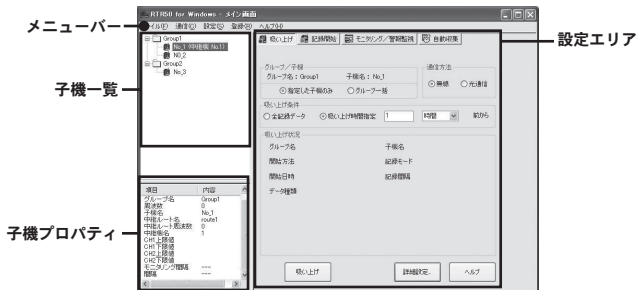 RTR50 for Windows - メイン画面
メニューバー
ァイル(F) 通信(C) 設定(S) 登録(R) ヘルプ(H)
Group1
No_1 (中継機 No.1)
NO_2
Group2
No_3
子機一覧
吸い上げ 記録開始 モニタリング／警報監視 自動収集
設定エリア
グループ／子機
グループ名 : Group1 子機名 : No_1
指定した子機のみ グループ一括
通信方法
無線 光通信
吸い上げ条件
全記録データ 吸い上げ時間指定 1 時間 前から
吸い上げ状況
グループ名 子機名
開始方法 記録モード
開始日時 記録間隔
データ種類
吸い上げ 詳細設定.. ヘルプ
子機プロパティ
項目 内容
グループ名 Group1
周波数 0
子機名 No_1
中継ルート名 route1
中継ルート周波数 0
中継機名 1
CH1上限値
CH1下限値
CH2上限値
CH2下限値
モニタリング間隔 ---
間隔 ---